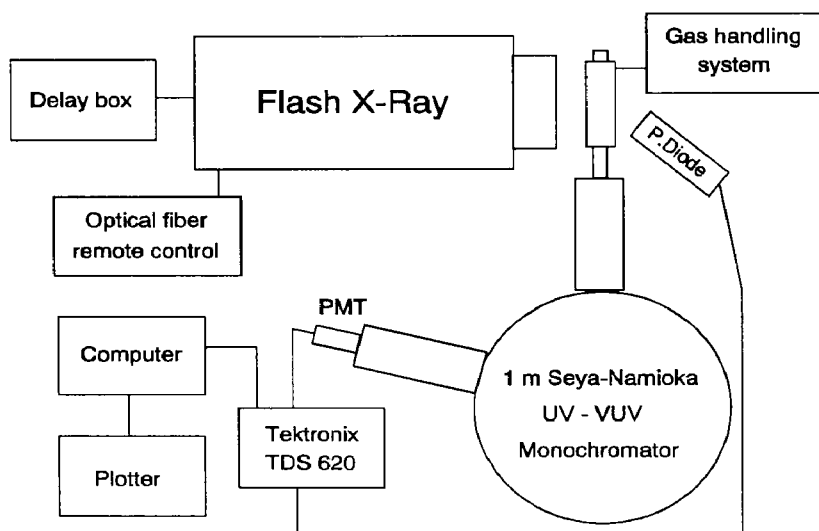 Gas handling
system
Delay box
Flash X-Ray
P.Diode
Optical fiber
remote control
PMT
Computer
1 m Seya-Namioka
UV - VUV
Monochromator
Tektronix
TDS 620
Plotter